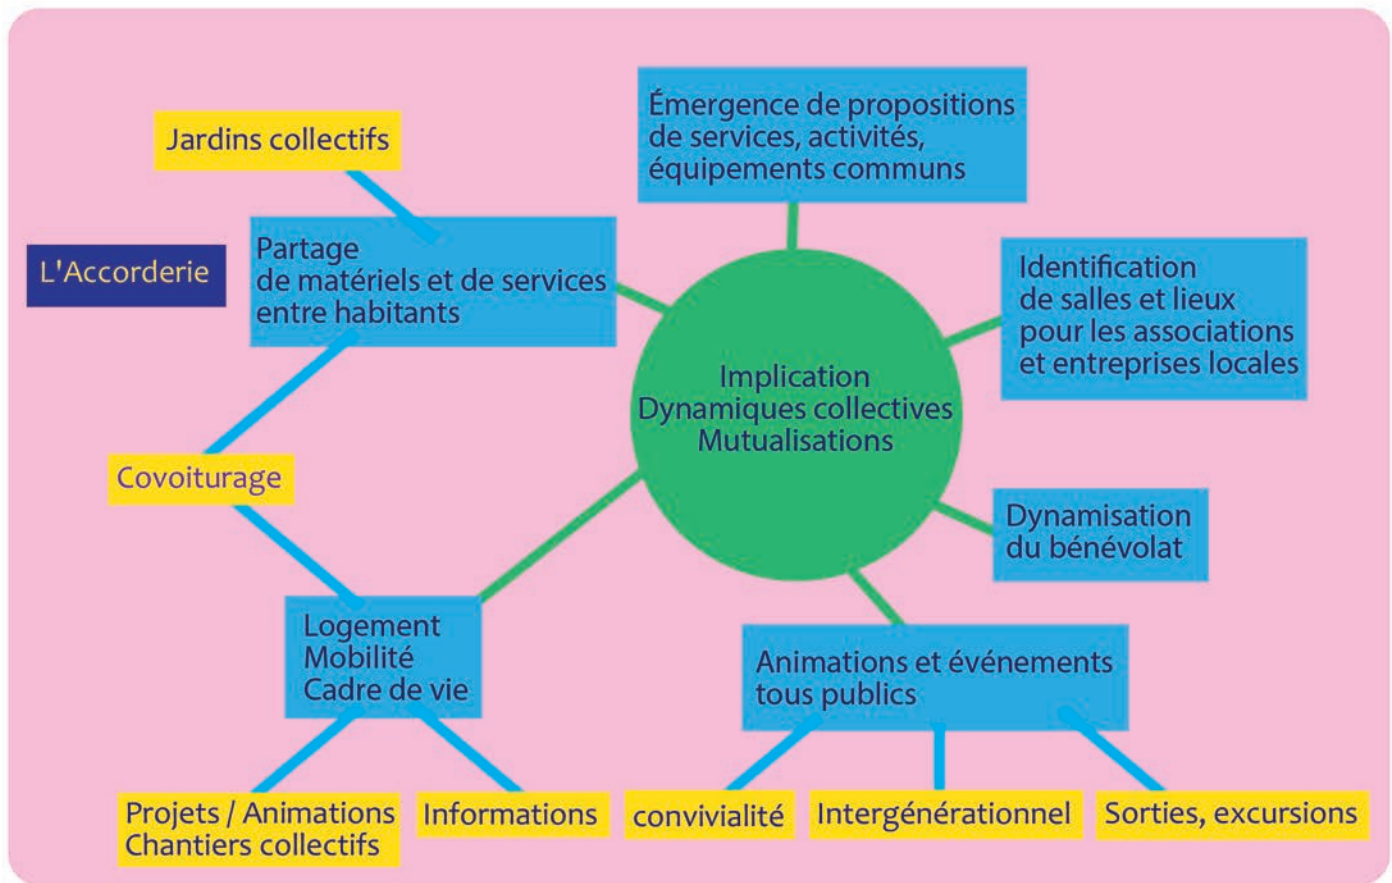 Émergence de propositions
de services, activités,
équipements communs
Jardins collectifs
L'Accorderie
Partage
de matériels et de services
entre habitants
Identification
de salles et lieux
pour les associations
et entreprises locales
Implication
Dynamiques collectives
Mutualisations
Covoiturage
Dynamisation
du bénévolat
Logement
Mobilité
Cadre de vie
Animations et événements
tous publics
Projets / Animations
Chantiers collectifs
Informations
convivialité
Intergénérationnel
Sorties, excursions